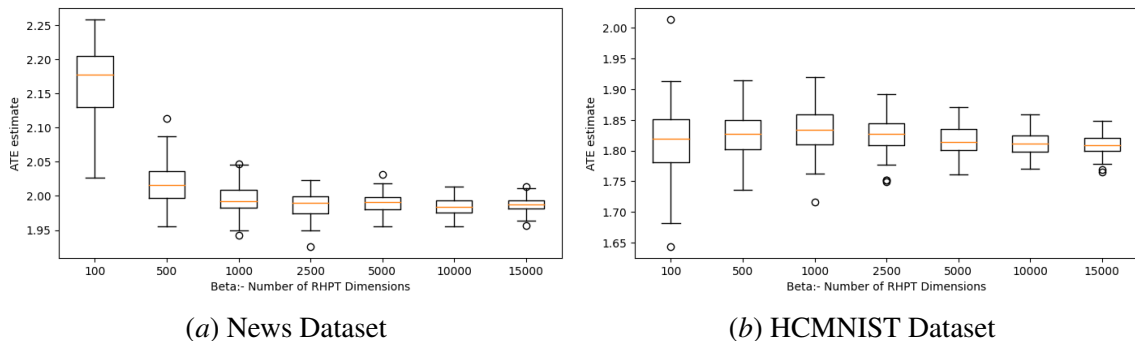 2.25
2.20
2.15
2.10
2.05
2.00
1.95
ATE estimate
100 500 1000 2500 5000 10000 15000
Beta:- Number of RHPT Dimensions
(a) News Dataset
2.00
1.95
1.90
1.85
1.80
1.75
1.70
1.65
ATE estimate
100 500 1000 2500 5000 10000 15000
Beta:- Number of RHPT Dimensions
(b) HCMNIST Dataset